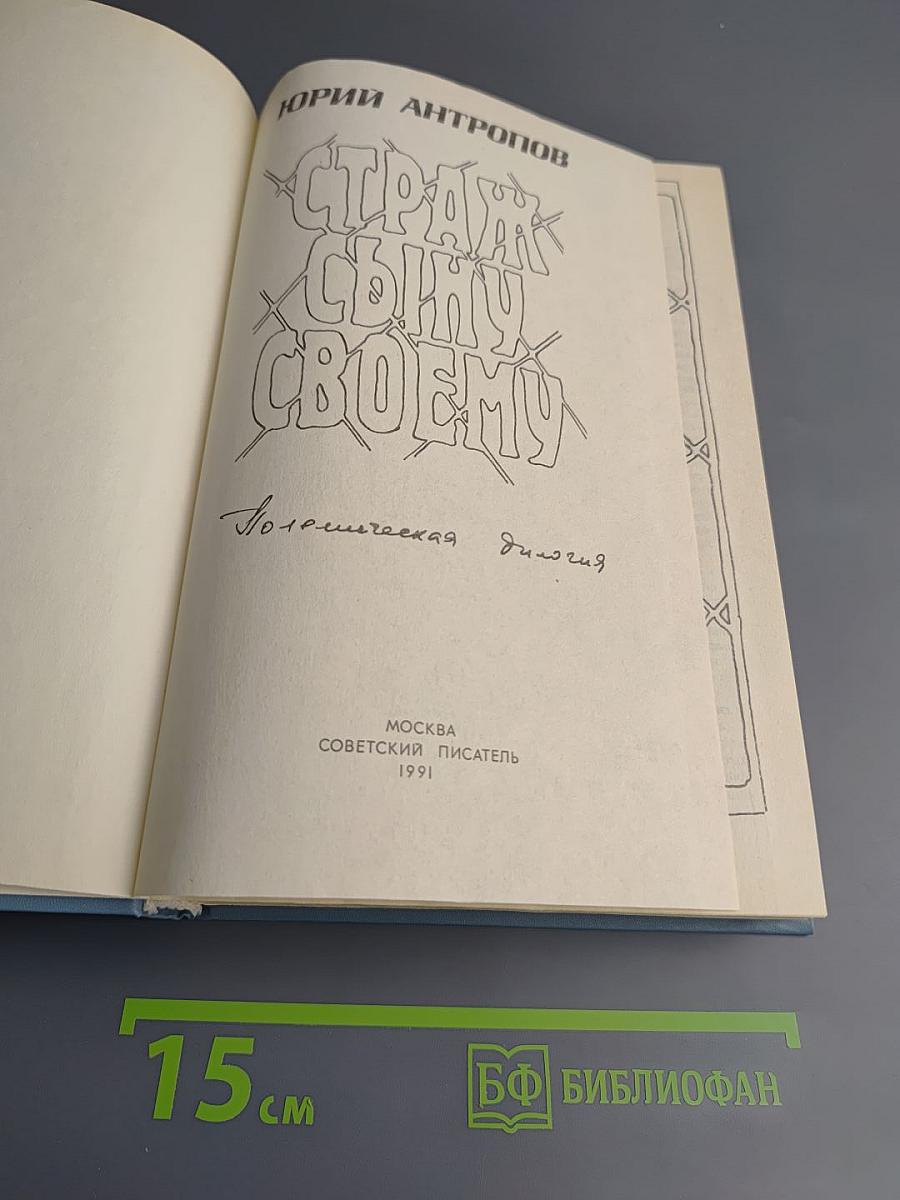 ЮРИЙ АНТРОПОВ
СТРАЖ
СЫНУ
СВОЕМУ
Полемическая дилогия
МОСКВА
СОВЕТСКИЙ ПИСАТЕЛЬ
1991
15 см
БФ БИБЛИОФАН